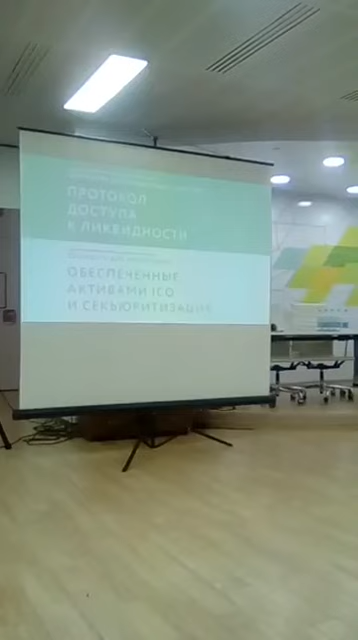 ПРОТОКОЛ
ДОСТУПА
К ЛИКВИДНОСТИ
ОБЕСПЕЧЕННЫЕ
АКТИВАМИ ICO
И СЕКЬЮРИТИЗАЦИЯ